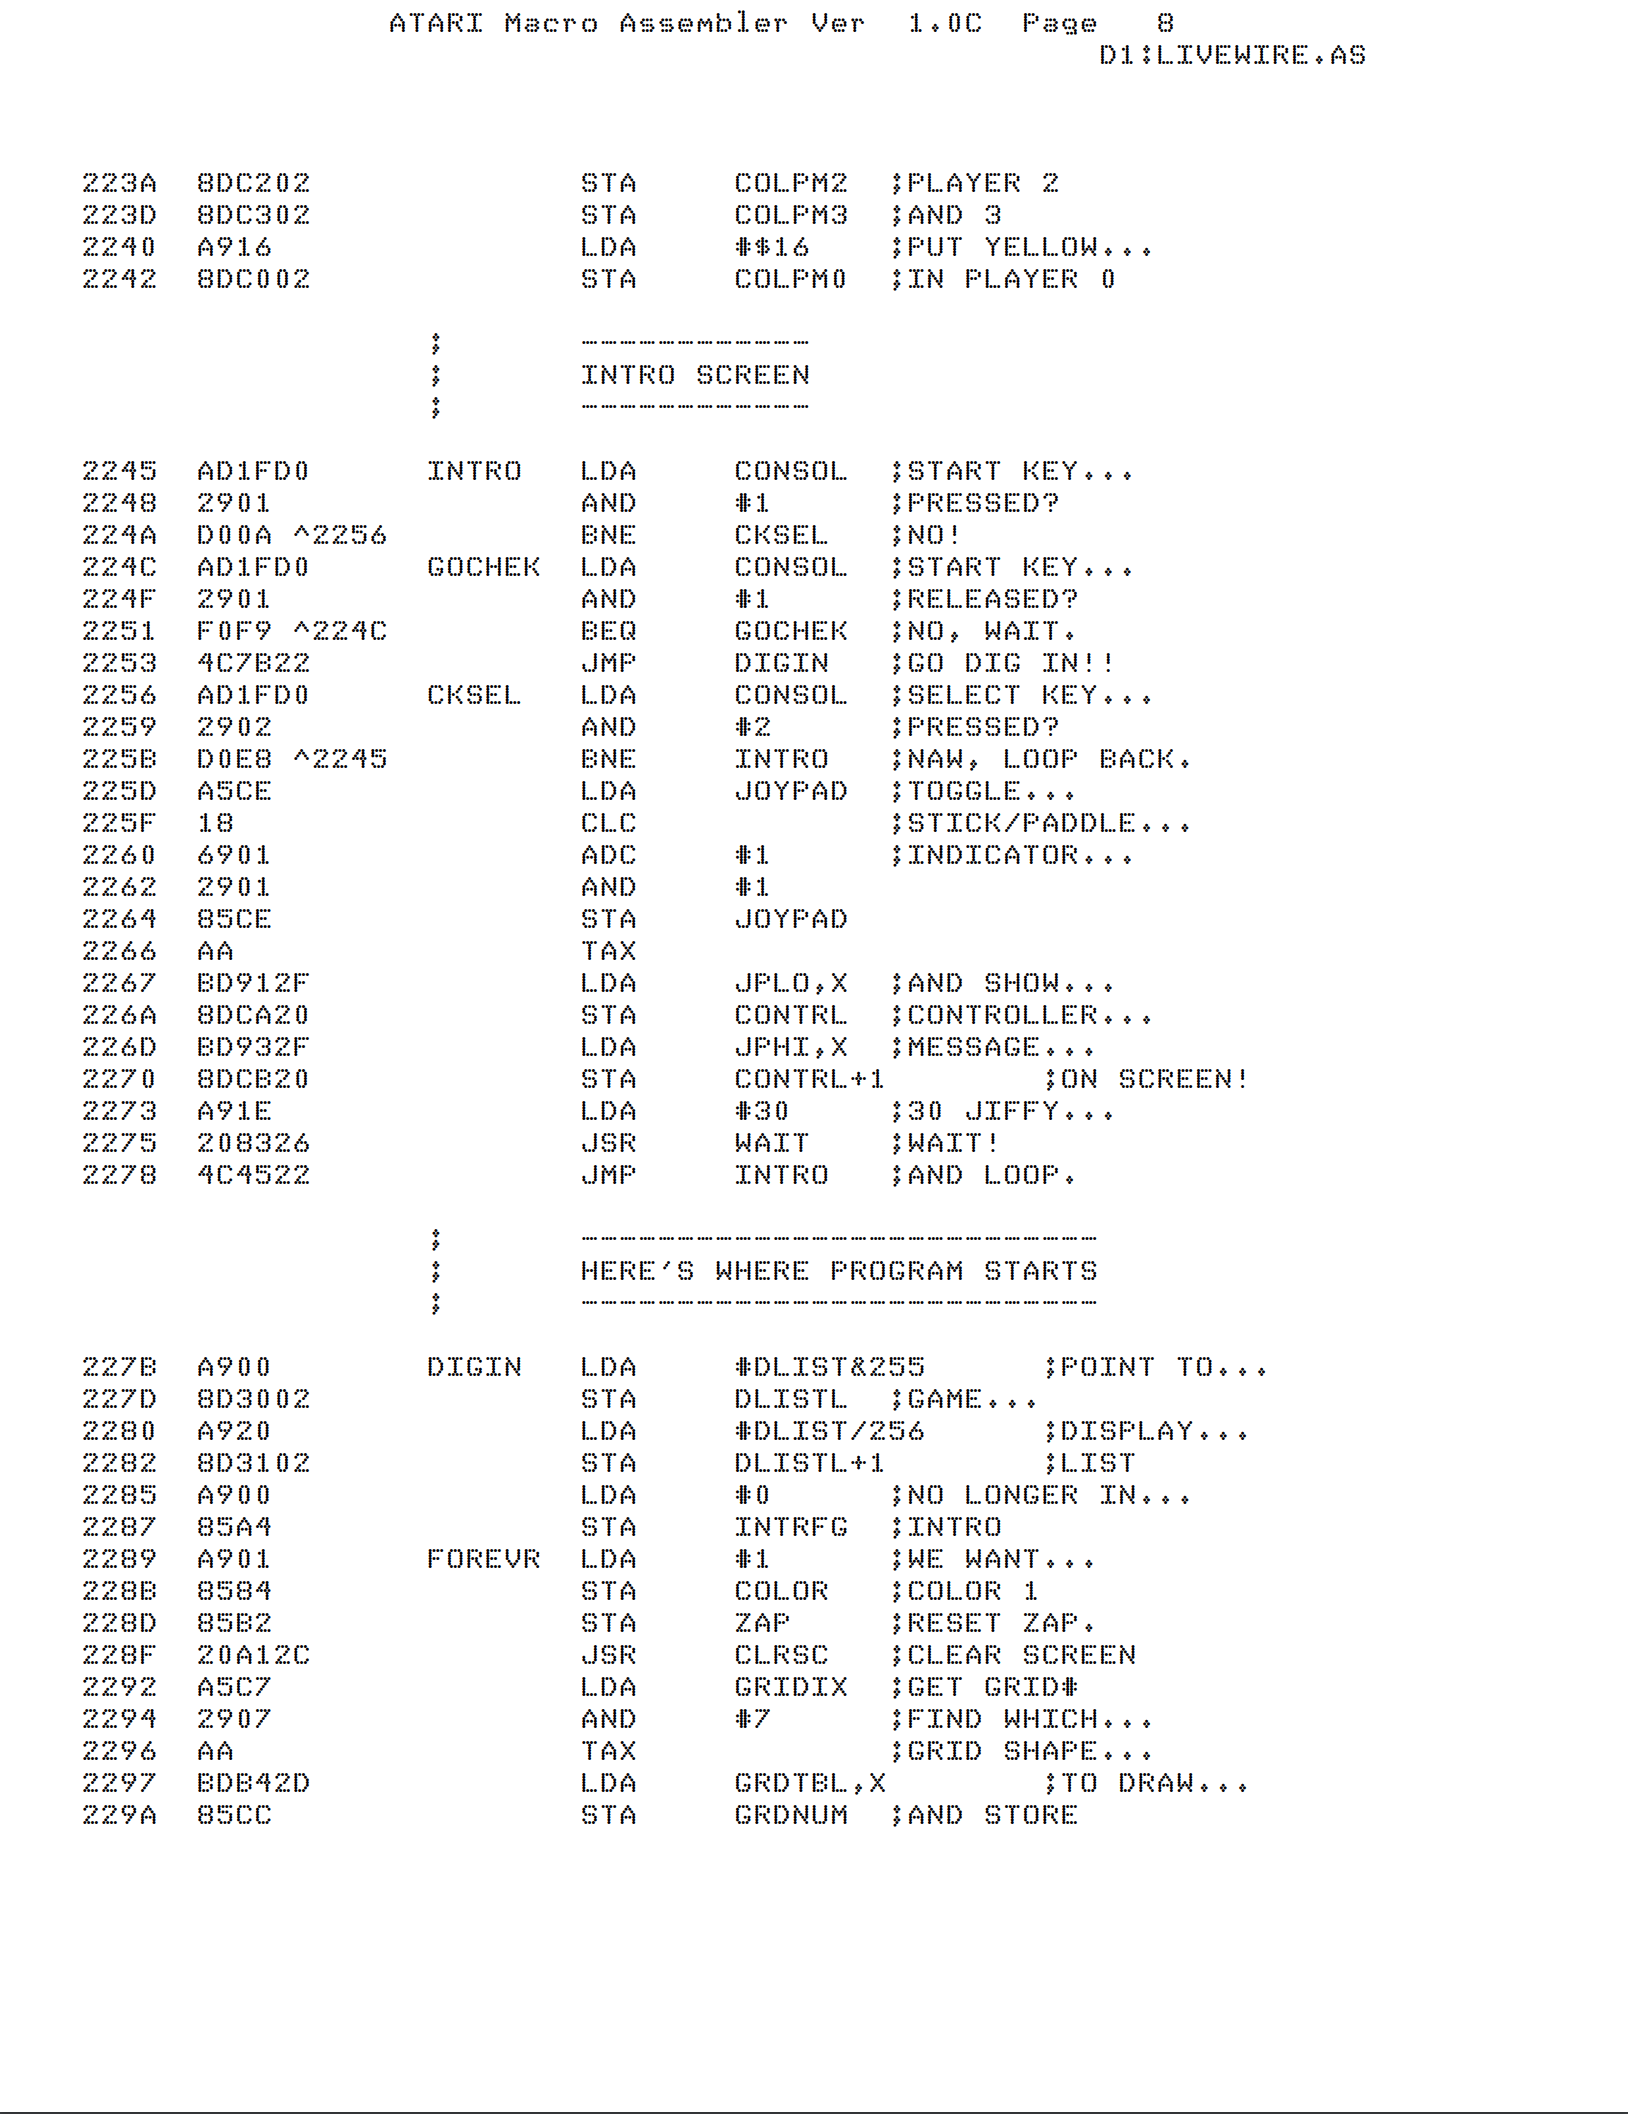 ATARI Macro Assembler Ver  1.0C  Page   8
D1:LIVEWIRE.AS
223A  8DC202              STA     COLPM2  ;PLAYER 2
223D  8DC302              STA     COLPM3  ;AND 3
2240  A916                LDA     #$16    ;PUT YELLOW...
2242  8DC002              STA     COLPM0  ;IN PLAYER 0
;       ------------
;       INTRO SCREEN
;       ------------
2245  AD1FD0      INTRO   LDA     CONSOL  ;START KEY...
2248  2901                AND     #1      ;PRESSED?
224A  D00A ^2256          BNE     CKSEL   ;NO!
224C  AD1FD0      GOCHEK  LDA     CONSOL  ;START KEY...
224F  2901                AND     #1      ;RELEASED?
2251  F0F9 ^224C          BEQ     GOCHEK  ;NO, WAIT.
2253  4C7B22              JMP     DIGIN   ;GO DIG IN!!
2256  AD1FD0      CKSEL   LDA     CONSOL  ;SELECT KEY...
2259  2902                AND     #2      ;PRESSED?
225B  D0E8 ^2245          BNE     INTRO   ;NAW, LOOP BACK.
225D  A5CE                LDA     JOYPAD  ;TOGGLE...
225F  18                  CLC             ;STICK/PADDLE...
2260  6901                ADC     #1      ;INDICATOR...
2262  2901                AND     #1
2264  85CE                STA     JOYPAD
2266  AA                  TAX
2267  BD912F              LDA     JPLO,X  ;AND SHOW...
226A  8DCA20              STA     CONTRL  ;CONTROLLER...
226D  BD932F              LDA     JPHI,X  ;MESSAGE...
2270  8DCB20              STA     CONTRL+1        ;ON SCREEN!
2273  A91E                LDA     #30     ;30 JIFFY...
2275  208326              JSR     WAIT    ;WAIT!
2278  4C4522              JMP     INTRO   ;AND LOOP.
;       ---------------------------
;       HERE'S WHERE PROGRAM STARTS
;       ---------------------------
227B  A900        DIGIN   LDA     #DLIST&255      ;POINT TO...
227D  8D3002              STA     DLISTL  ;GAME...
2280  A920                LDA     #DLIST/256      ;DISPLAY...
2282  8D3102              STA     DLISTL+1        ;LIST
2285  A900                LDA     #0      ;NO LONGER IN...
2287  85A4                STA     INTRFG  ;INTRO
2289  A901        FOREVR  LDA     #1      ;WE WANT...
228B  8584                STA     COLOR   ;COLOR 1
228D  85B2                STA     ZAP     ;RESET ZAP.
228F  20A12C              JSR     CLRSC   ;CLEAR SCREEN
2292  A5C7                LDA     GRIDIX  ;GET GRID#
2294  2907                AND     #7      ;FIND WHICH...
2296  AA                  TAX             ;GRID SHAPE...
2297  BDB42D              LDA     GRDTBL,X        ;TO DRAW...
229A  85CC                STA     GRDNUM  ;AND STORE